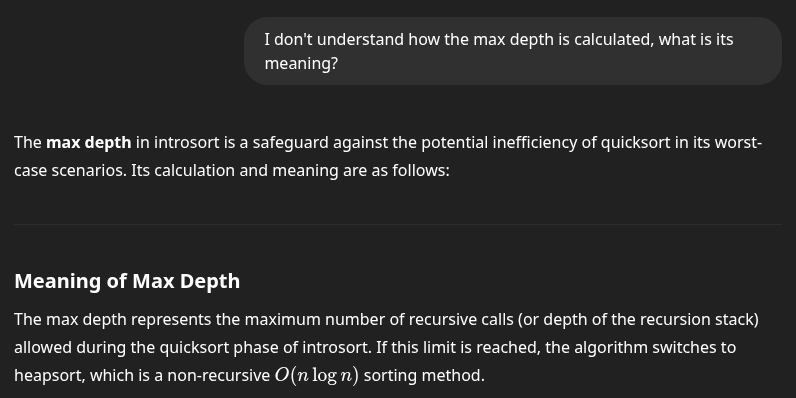 I don't understand how the max depth is calculated, what is its
meaning?
The max depth in introsort is a safeguard against the potential inefficiency of quicksort in its worst-
case scenarios. Its calculation and meaning are as follows:
Meaning of Max Depth
The max depth represents the maximum number of recursive calls (or depth of the recursion stack)
allowed during the quicksort phase of introsort. If this limit is reached, the algorithm switches to
heapsort, which is a non-recursive O(n log n) sorting method.